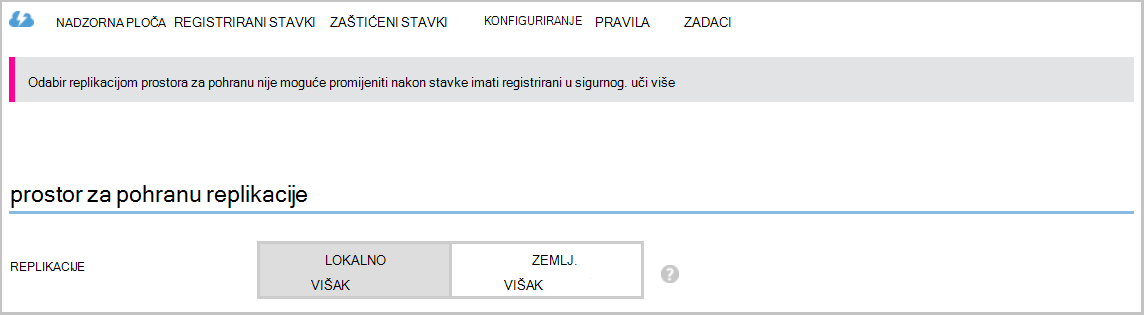 NADZORNA PLOČA REGISTRIRANI STAVKI ZAŠTIĆENI STAVKI KONFIGURIRANJE PRAVILA ZADACI
Odabir replikacijom prostora za pohranu nije moguće promijeniti nakon stavke imati registrirani u sigurnog. uči više
prostor za pohranu replikacije
REPLIKACIJE
LOKALNO
VIŠAK
ZEMLJ.
VIŠAK
?